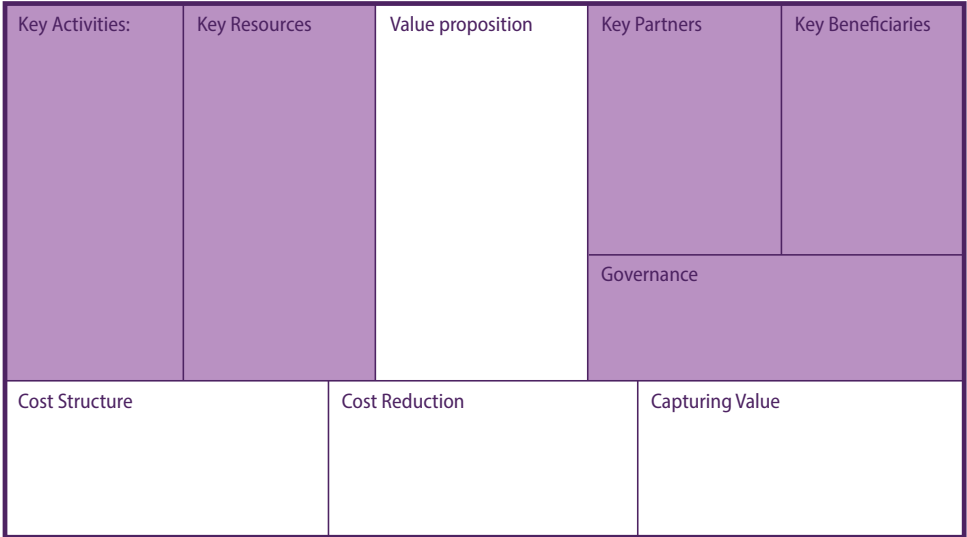 Key Activities:
Key Resources
Value proposition
Key Partners
Key Beneficiaries
Governance
Cost Structure
Cost Reduction
Capturing Value